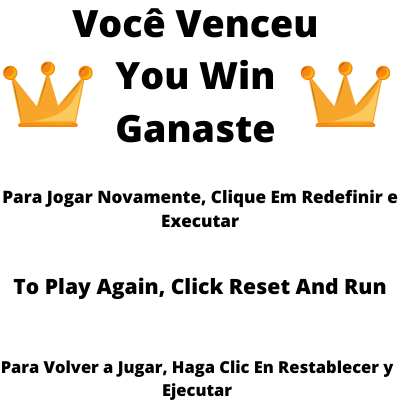 Você Venceu
You Win
Ganaste
Para Jogar Novamente, Clique Em Redefinir e
Executar
To Play Again, Click Reset And Run
Para Volver a Jugar, Haga Clic En Restablecer y
Ejecutar